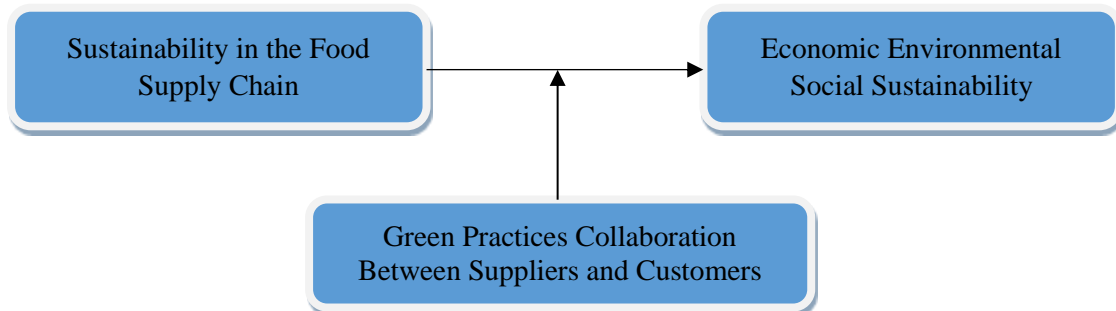 Sustainability in the Food
Supply Chain
Economic Environmental
Social Sustainability
Green Practices Collaboration
Between Suppliers and Customers